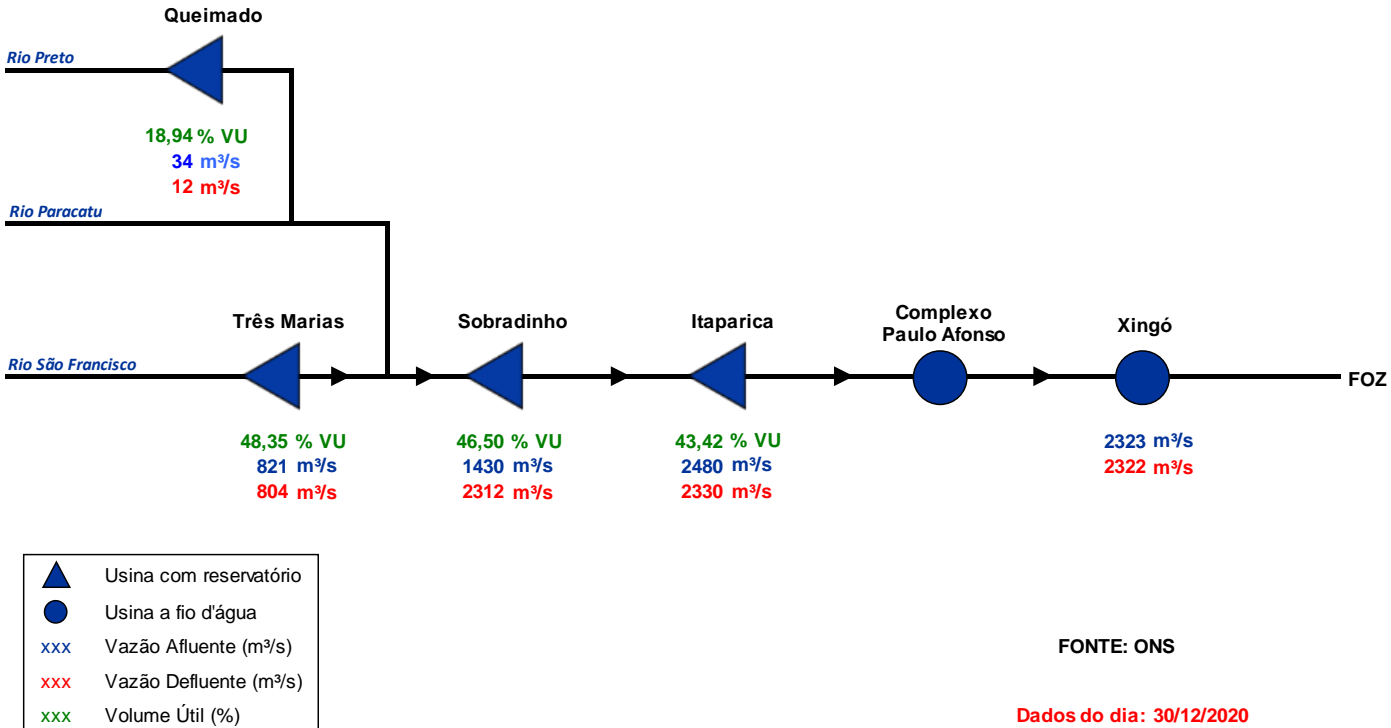 Queimado
Rio Preto
18,94 % VU
34 m³/s
12 m³/s
Rio Paracatu
Três Marias
Sobradinho
Itaparica
Complexo
Paulo Afonso
Xingó
Rio São Francisco
FOZ
48,35 % VU
821 m³/s
804 m³/s
46,50 % VU
1430 m³/s
2312 m³/s
43,42 % VU
2480 m³/s
2330 m³/s
2323 m³/s
2322 m³/s
Usina com reservatório
Usina a fio d'água
xxx Vazão Afluente (m³/s)
xxx Vazão Defluente (m³/s)
xxx Volume Útil (%)
FONTE: ONS
Dados do dia: 30/12/2020